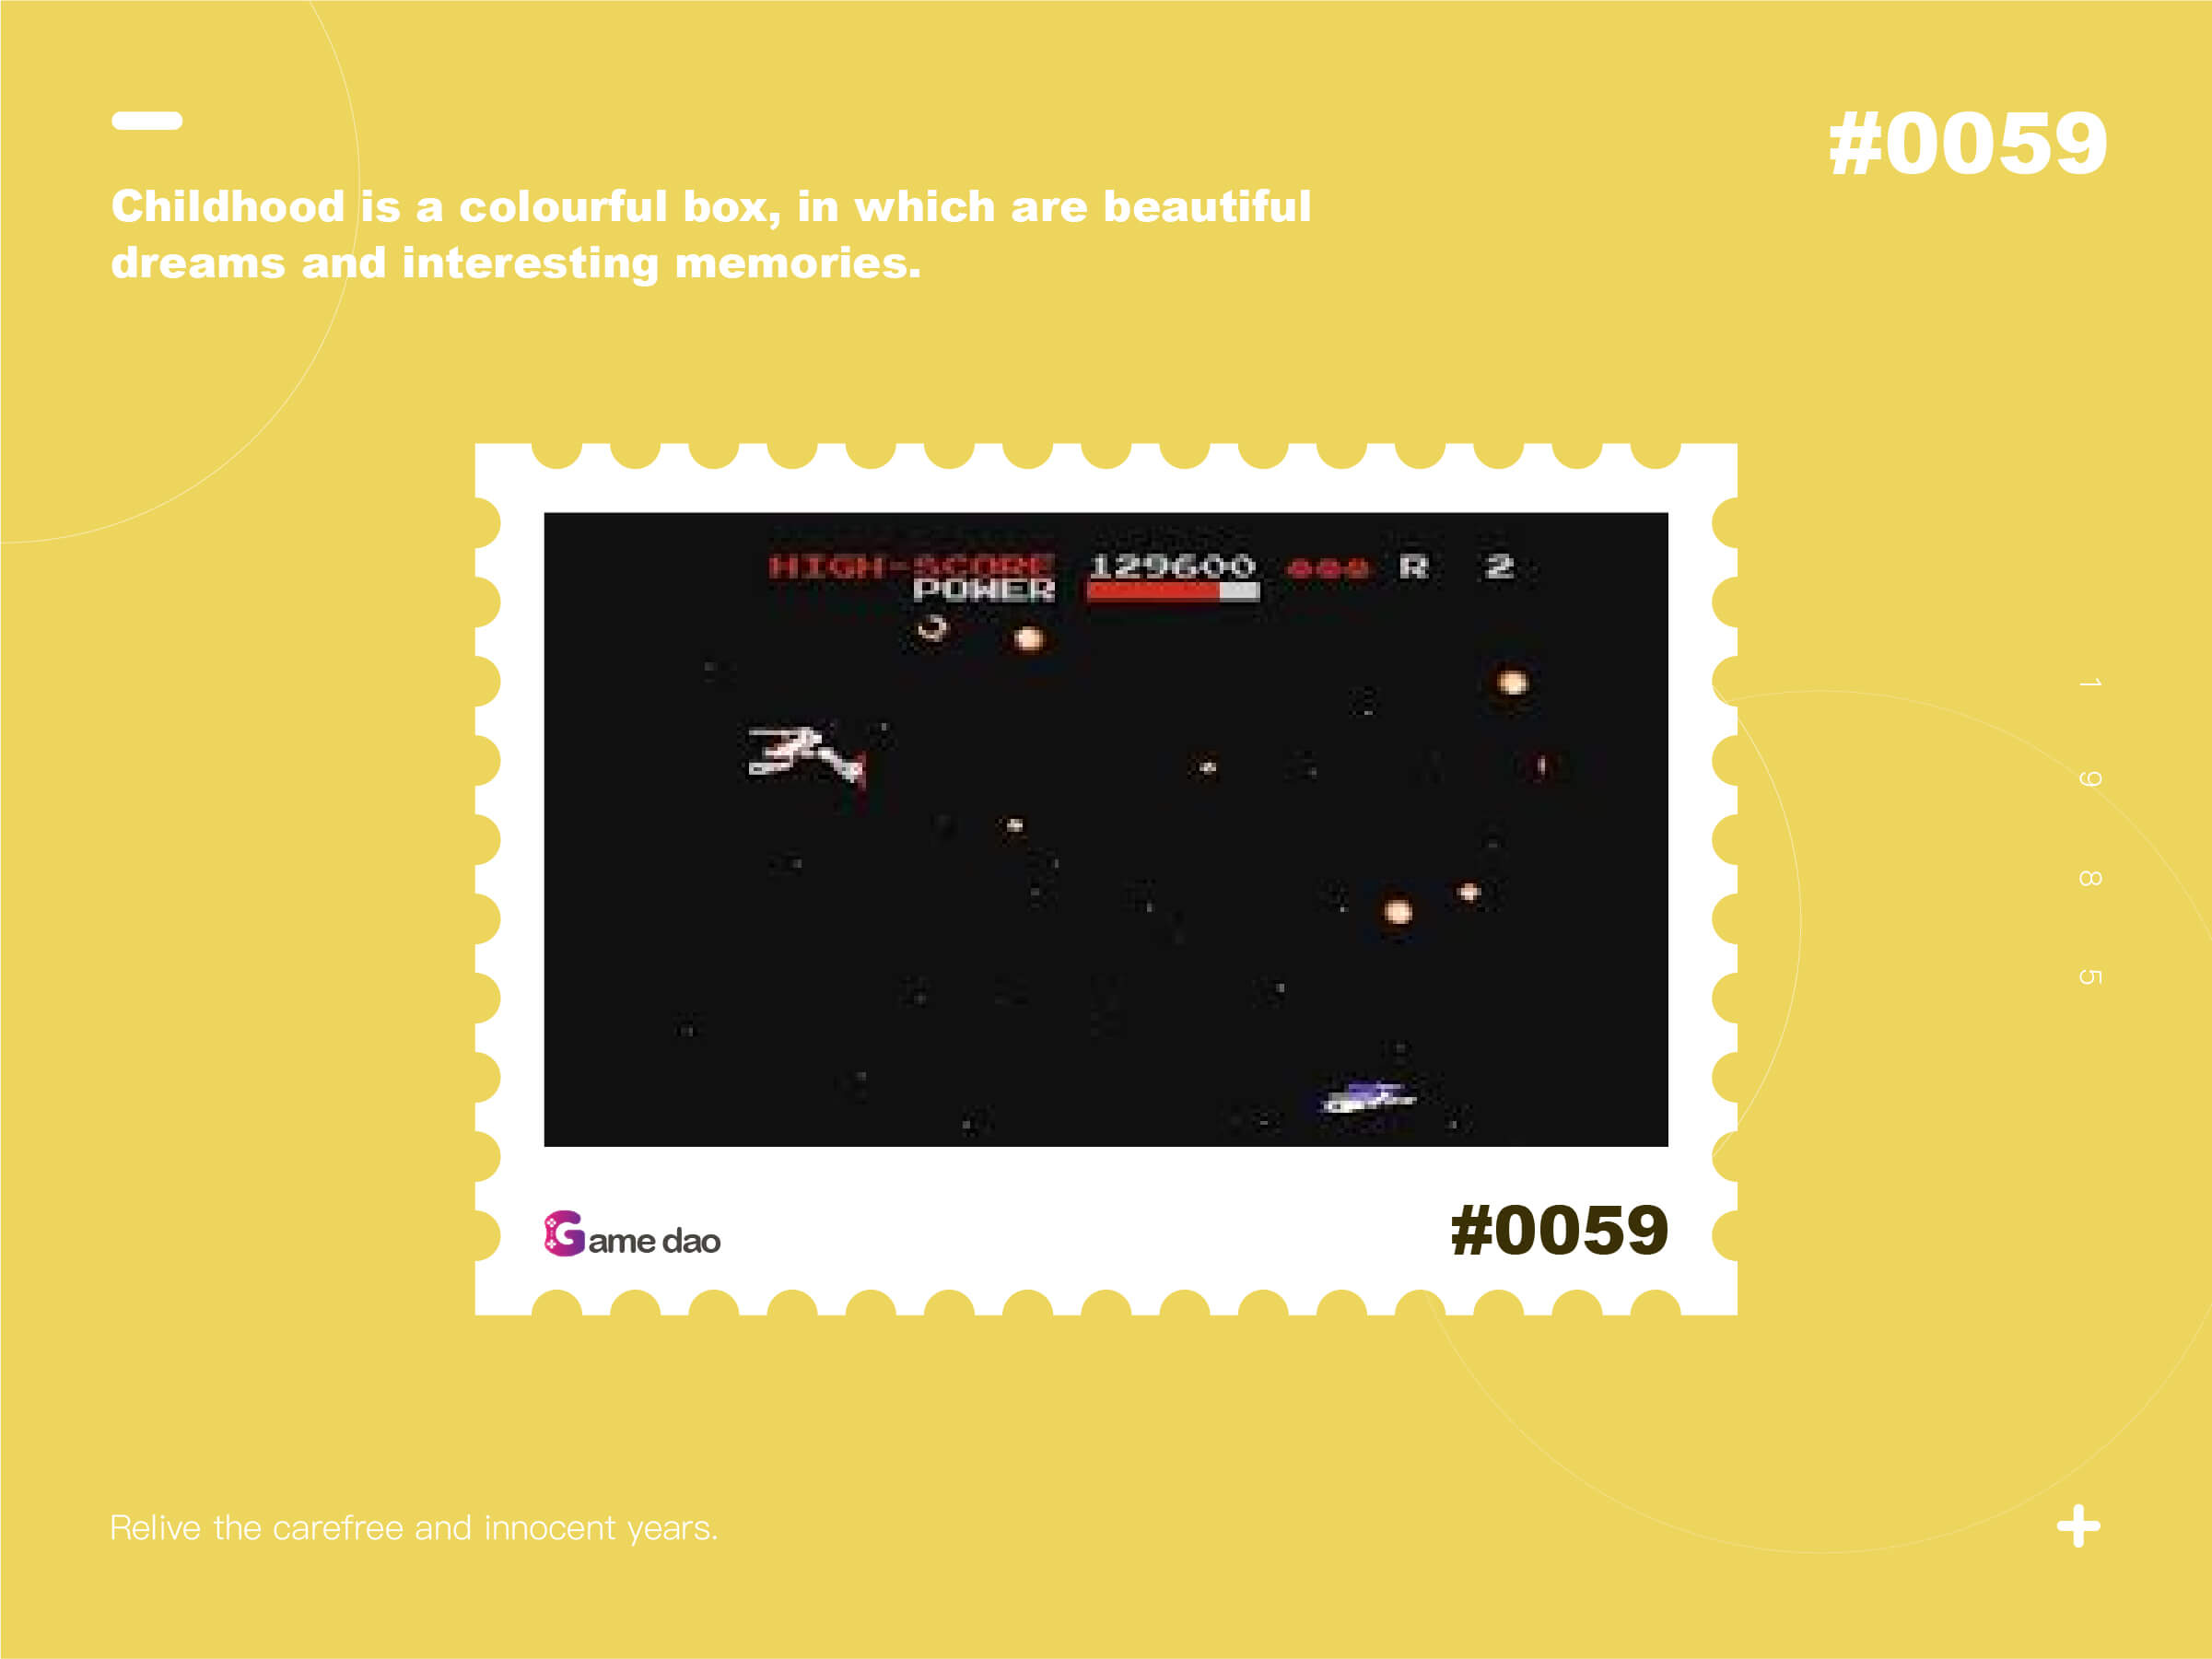 #0059
Childhood is a colourful box, in which are beautiful
dreams and interesting memories.
HIGH-SCORE 129600 R 2
POWER
1 9 8 5
Game dao
#0059
Relive the carefree and innocent years.